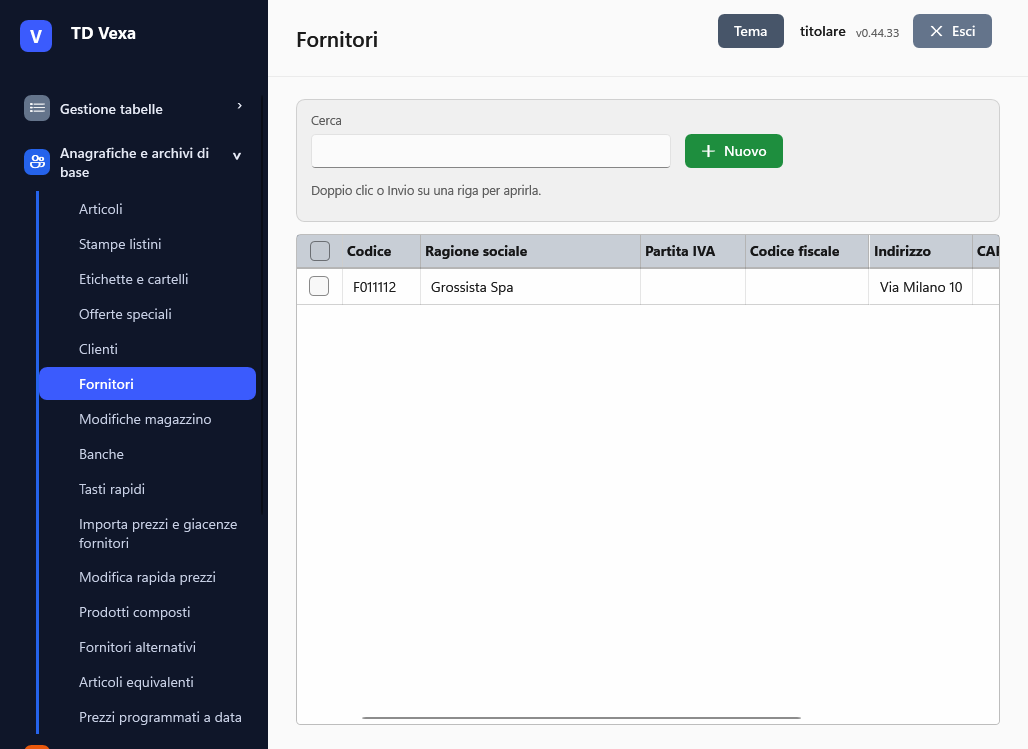 V
TD Vexa
Gestione tabelle
Anagrafiche e archivi di
base
Articoli
Stampe listini
Etichette e cartelli
Offerte speciali
Clienti
Fornitori
Modifiche magazzino
Banche
Tasti rapidi
Importa prezzi e giacenze
fornitori
Modifica rapida prezzi
Prodotti composti
Fornitori alternativi
Articoli equivalenti
Prezzi programmati a data
Fornitori
Tema titolare v0.44.33 Esci
Cerca
Nuovo
Doppio clic o Invio su una riga per aprirla.
Codice Ragione sociale Partita IVA Codice fiscale Indirizzo
F011112 Grossista Spa Via Milano 10